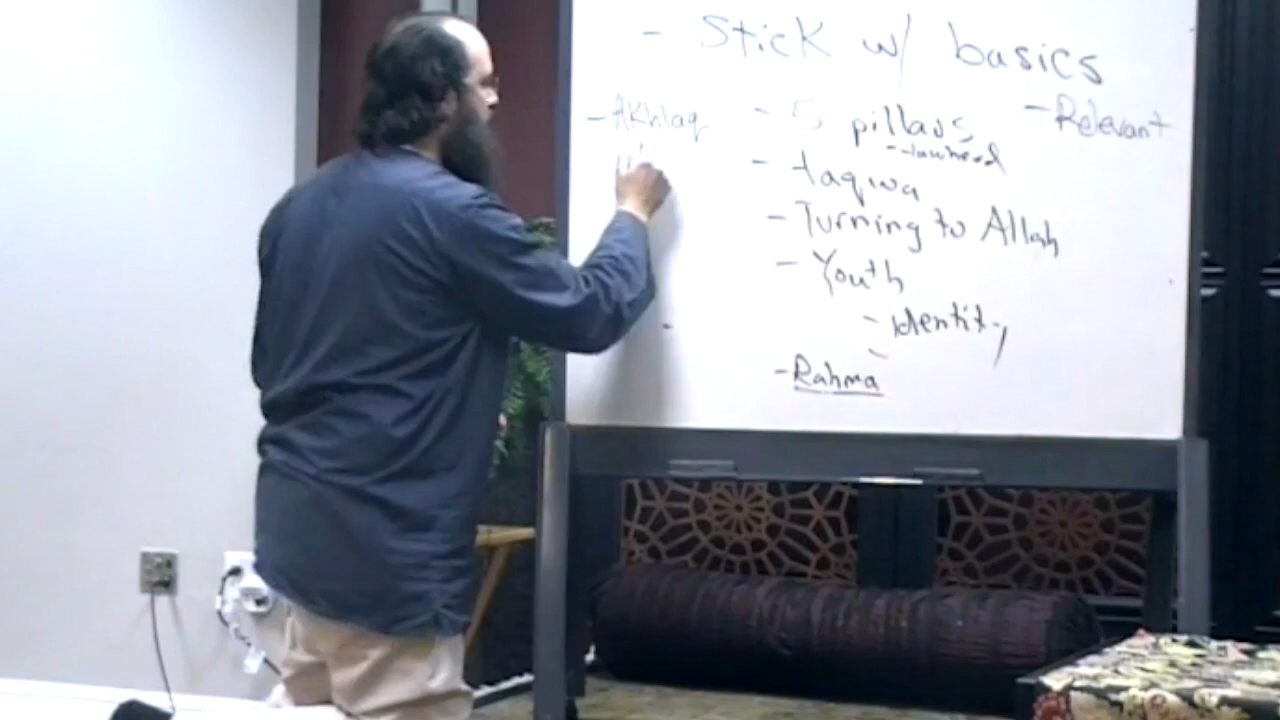 - Stick w/ basics
- Akhlaq
- 5 pillars
- tawheed
- taqwa
- Turning to Allah
- Youth
- identity
-
- Rahma
- Relevant